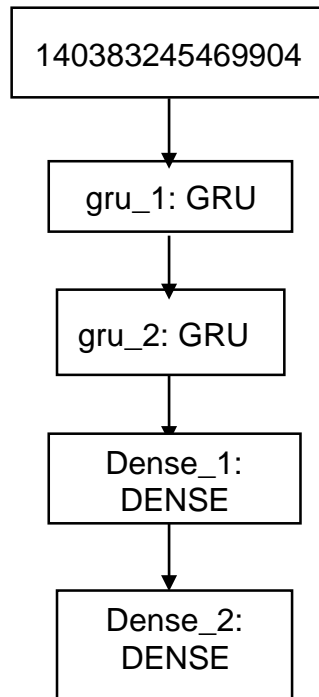 140383245469904
gru_1: GRU
gru_2: GRU
Dense_1:
DENSE
Dense_2:
DENSE